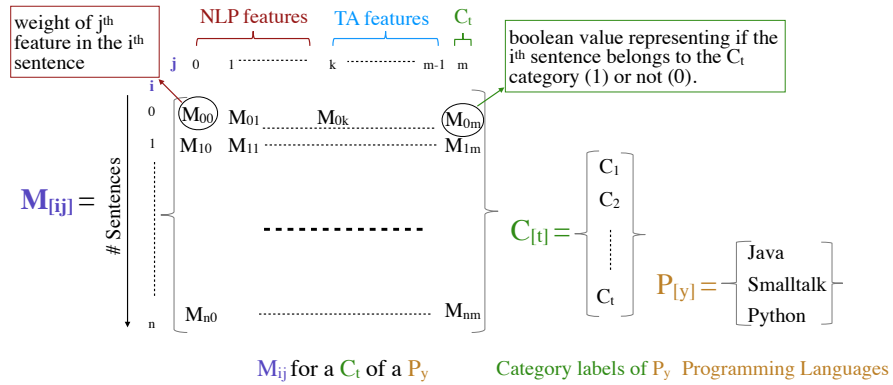 weight of jth
feature in the ith
sentence
NLP features
TA features
Ct
boolean value representing if the
ith sentence belongs to the Ct
category (1) or not (0).
j 0 1 k m-1 m
i
0 M00 M01 M0k M0m
1 M10 M11 M1m
M[ij] =
# Sentences
n Mn0 Mnm
C[t] =
C1
C2
Ct
P[y] =
Java
Smalltalk
Python
Mij for a Ct of a Py
Category labels of Py Programming Languages